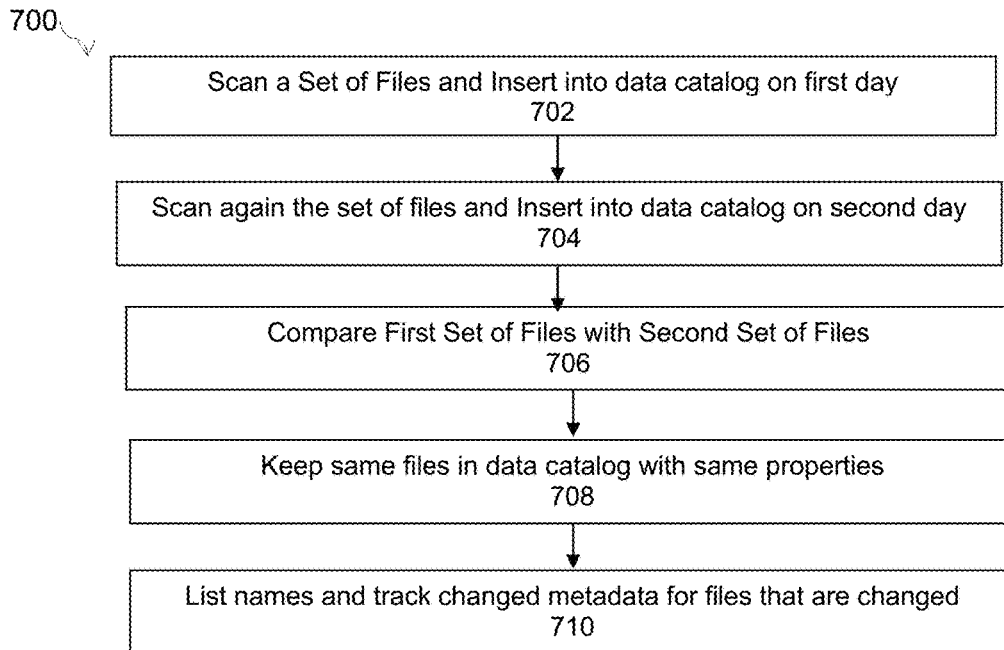 700
Scan a Set of Files and Insert into data catalog on first day
702
Scan again the set of files and Insert into data catalog on second day
704
Compare First Set of Files with Second Set of Files
706
Keep same files in data catalog with same properties
708
List names and track changed metadata for files that are changed
710